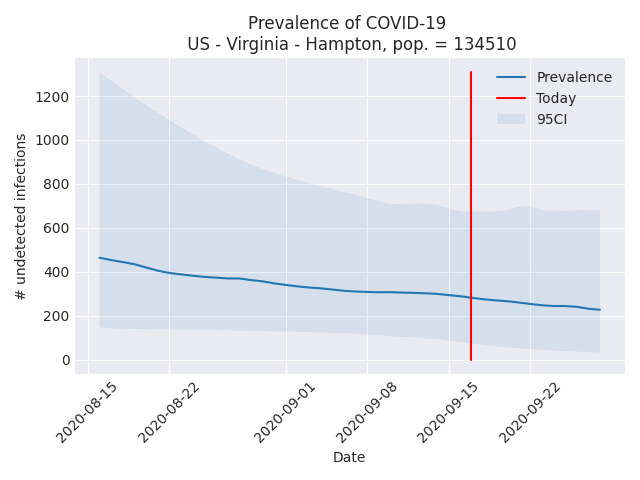 Prevalence of COVID-19
US - Virginia - Hampton, pop. = 134510
Prevalence
Today
95CI
# undetected infections
1200
1000
800
600
400
200
0
2020-08-15
2020-08-22
2020-09-01
2020-09-08
2020-09-15
2020-09-22
Date